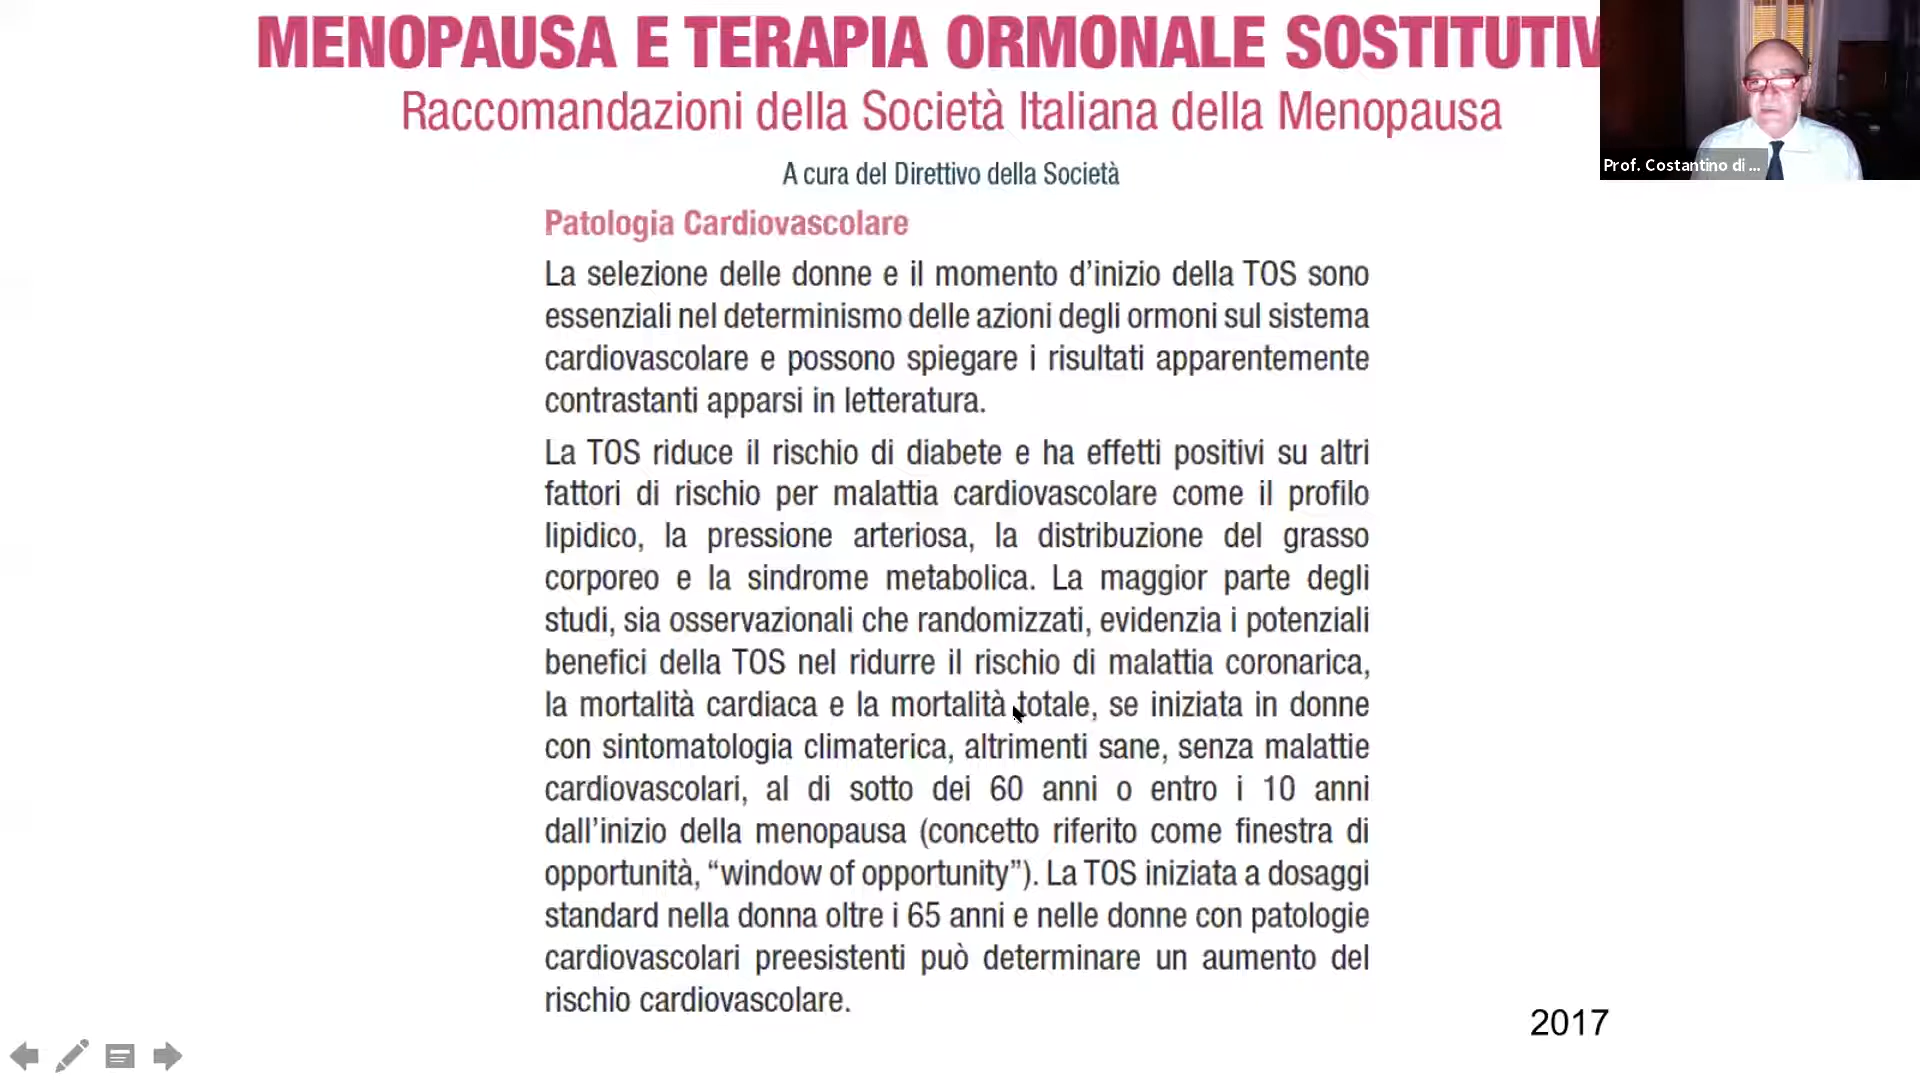 MENOPAUSA E TERAPIA ORMONALE SOSTITUTIV
Raccomandazioni della Società Italiana della Menopausa
A cura del Direttivo della Società
Prof. Costantino di ...
Patologia Cardiovascolare
La selezione delle donne e il momento d’inizio della TOS sono
essenziali nel determinismo delle azioni degli ormoni sul sistema
cardiovascolare e possono spiegare i risultati apparentemente
contrastanti apparsi in letteratura.
La TOS riduce il rischio di diabete e ha effetti positivi su altri
fattori di rischio per malattia cardiovascolare come il profilo
lipidico, la pressione arteriosa, la distribuzione del grasso
corporeo e la sindrome metabolica. La maggior parte degli
studi, sia osservazionali che randomizzati, evidenzia i potenziali
benefici della TOS nel ridurre il rischio di malattia coronarica,
la mortalità cardiaca e la mortalità totale, se iniziata in donne
con sintomatologia climaterica, altrimenti sane, senza malattie
cardiovascolari, al di sotto dei 60 anni o entro i 10 anni
dall’inizio della menopausa (concetto riferito come finestra di
opportunità, “window of opportunity”). La TOS iniziata a dosaggi
standard nella donna oltre i 65 anni e nelle donne con patologie
cardiovascolari preesistenti può determinare un aumento del
rischio cardiovascolare.
2017